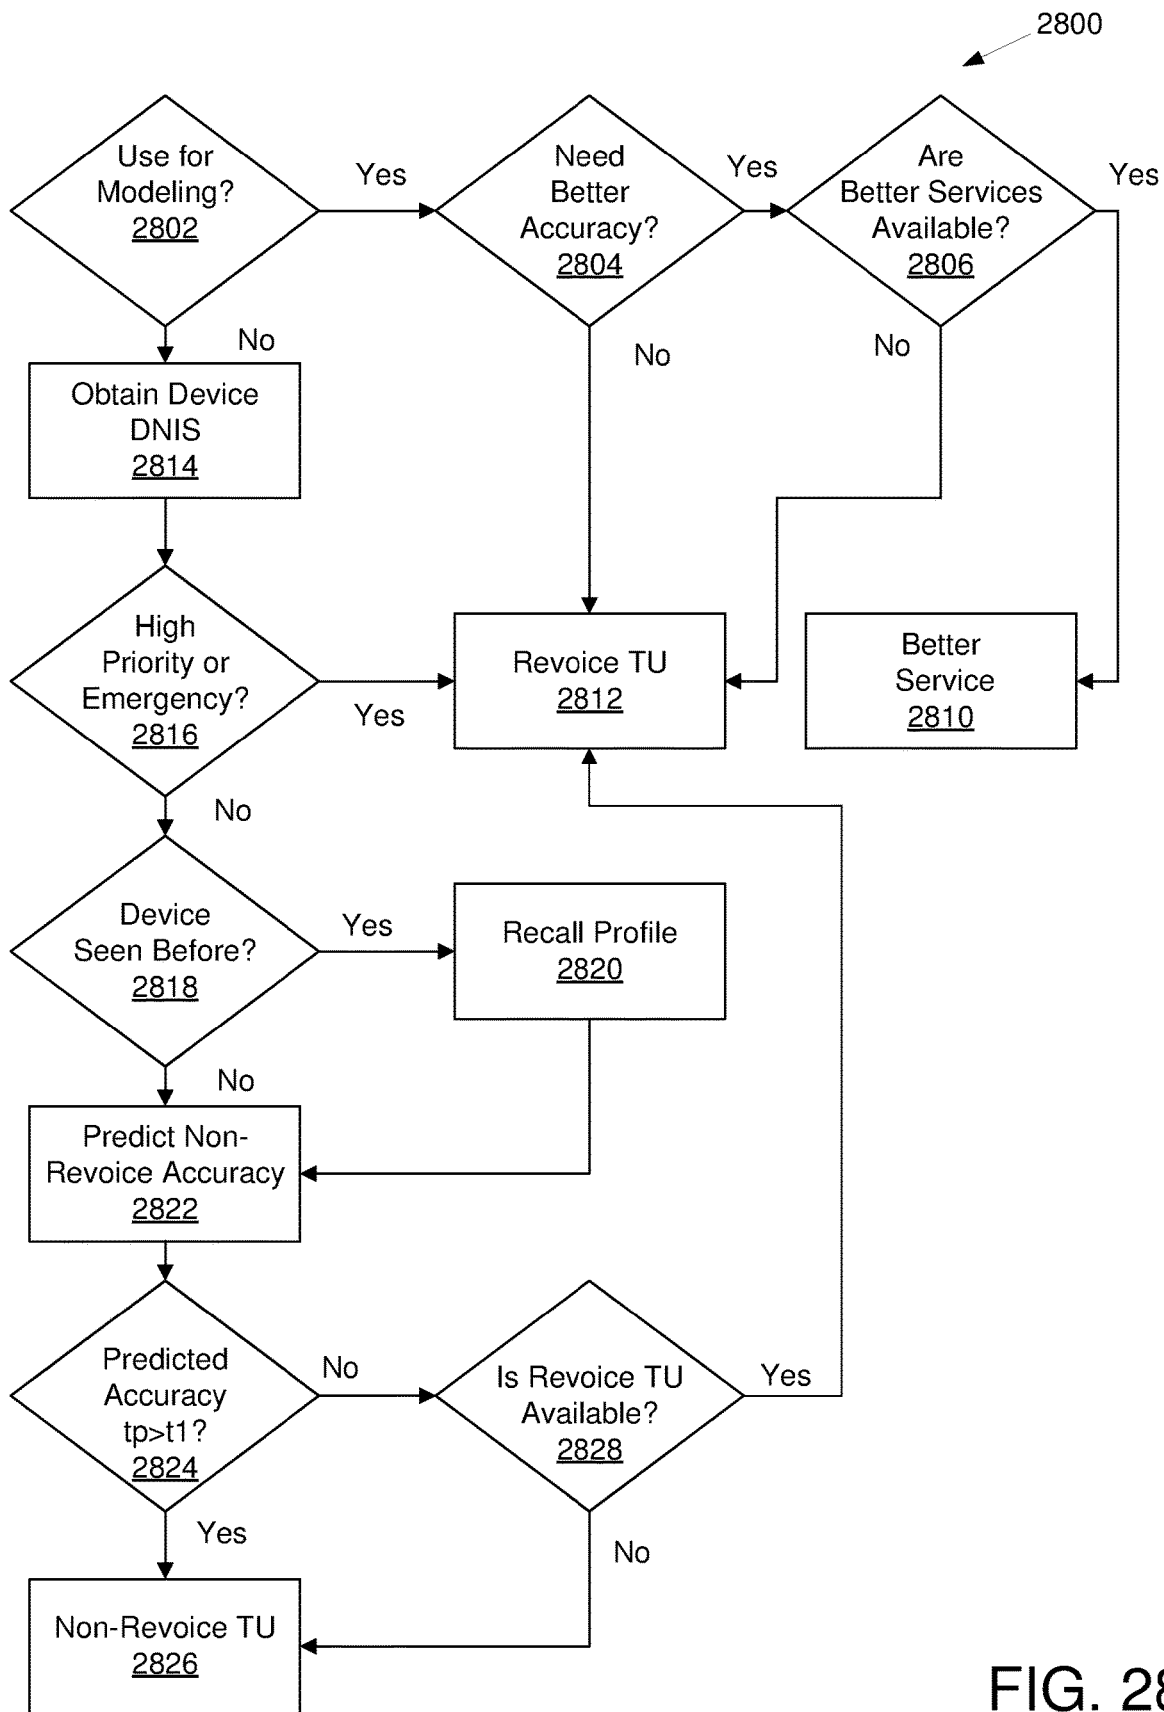 2800
Use for
Modeling?
2802
Yes
Need
Better
Accuracy?
2804
Yes
Are
Better Services
Available?
2806
Yes
No
No
No
Obtain Device
DNIS
2814
High
Priority or
Emergency?
2816
Yes
Revoice TU
2812
Better
Service
2810
No
Device
Seen Before?
2818
Yes
Recall Profile
2820
No
Predict Non-
Revoice Accuracy
2822
Predicted
Accuracy
tp>t1?
2824
No
Is Revoice TU
Available?
2828
Yes
Yes
No
Non-Revoice TU
2826
FIG. 28